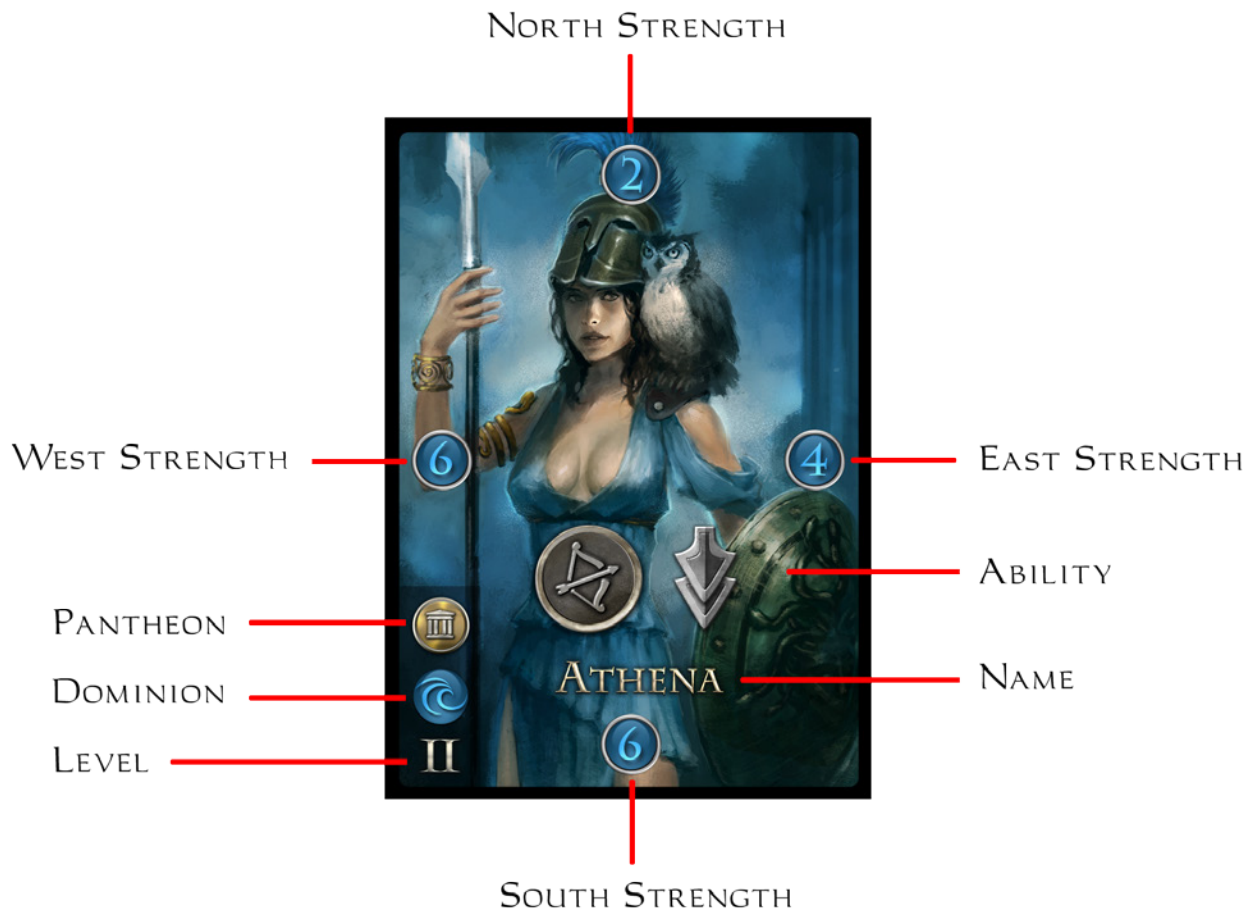 North Strength
2
West Strength
6
4
East Strength
Ability
Pantheon
Athena
Name
Dominion
Level
II
6
South Strength